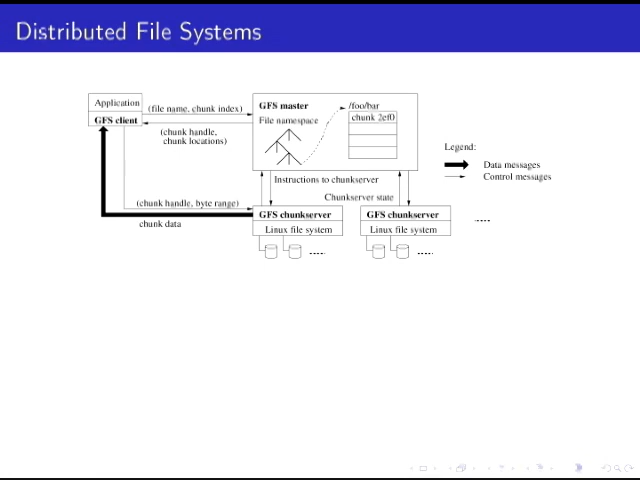 Distributed File Systems
Application
GFS client
(file name, chunk index)
(chunk handle,
chunk locations)
GFS master
File namespace
/foo/bar
chunk 2ef0
Legend:
Data messages
Control messages
Instructions to chunkserver
Chunkserver state
(chunk handle, byte range)
chunk data
GFS chunkserver
Linux file system
GFS chunkserver
Linux file system